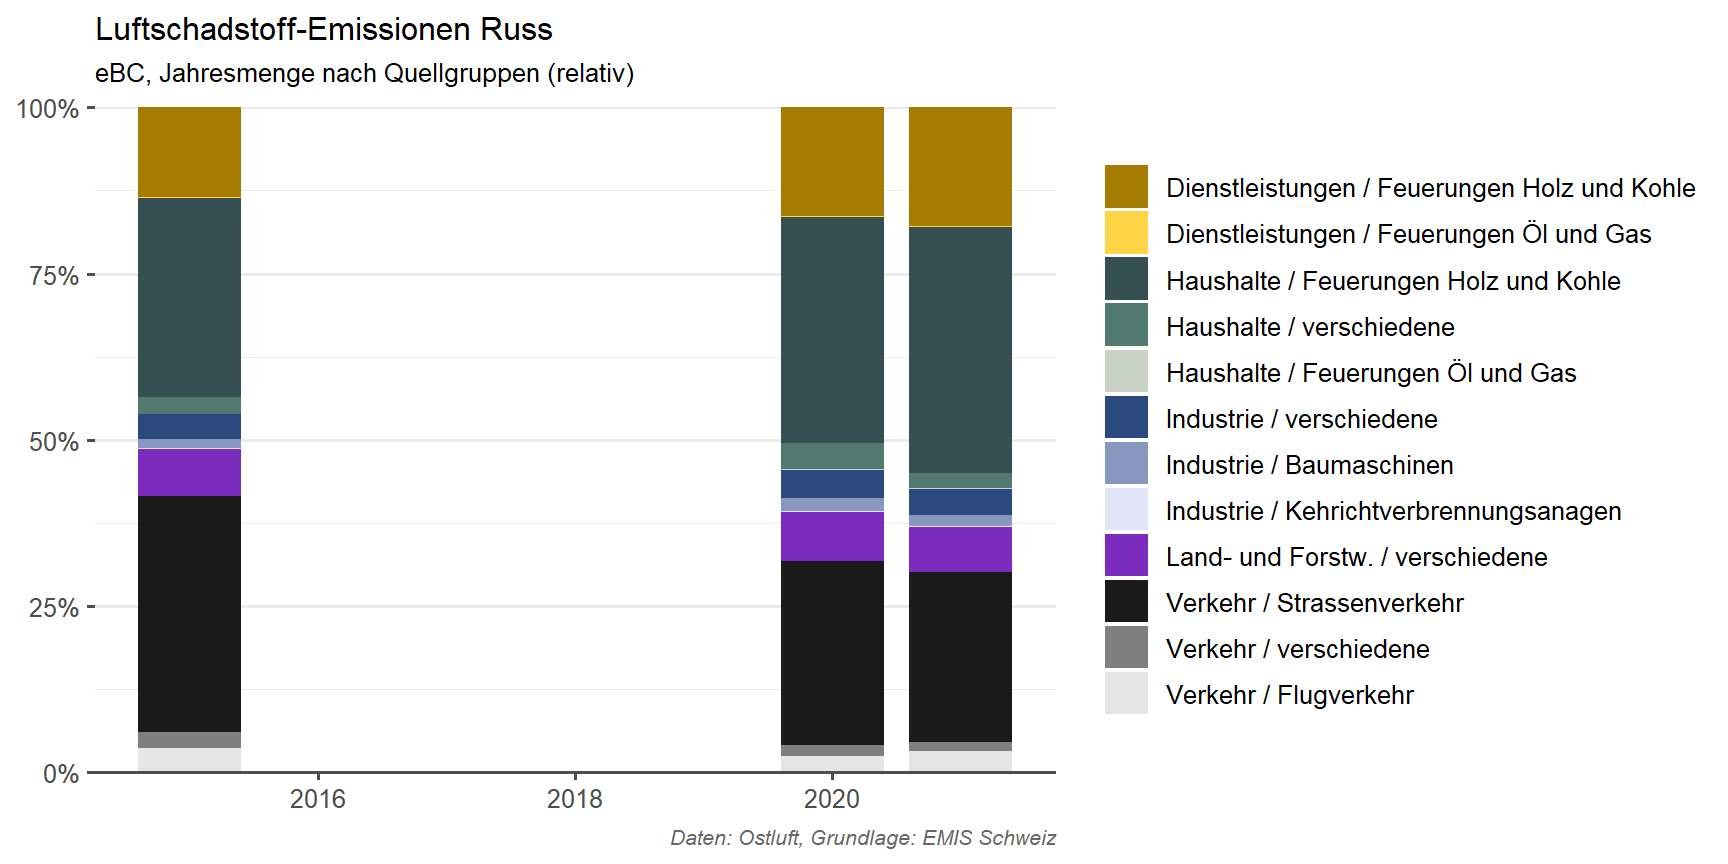 Luftschadstoff-Emissionen Russ
eBC, Jahresmenge nach Quellgruppen (relativ)
100%
75%
50%
25%
0%
2016
2018
2020
Dienstleistungen / Feuerungen Holz und Kohle
Dienstleistungen / Feuerungen Öl und Gas
Haushalte / Feuerungen Holz und Kohle
Haushalte / verschiedene
Haushalte / Feuerungen Öl und Gas
Industrie / verschiedene
Industrie / Baumaschinen
Industrie / Kehrichtverbrennungsanagen
Land- und Forstw. / verschiedene
Verkehr / Strassenverkehr
Verkehr / verschiedene
Verkehr / Flugverkehr
Daten: Ostluft, Grundlage: EMIS Schweiz